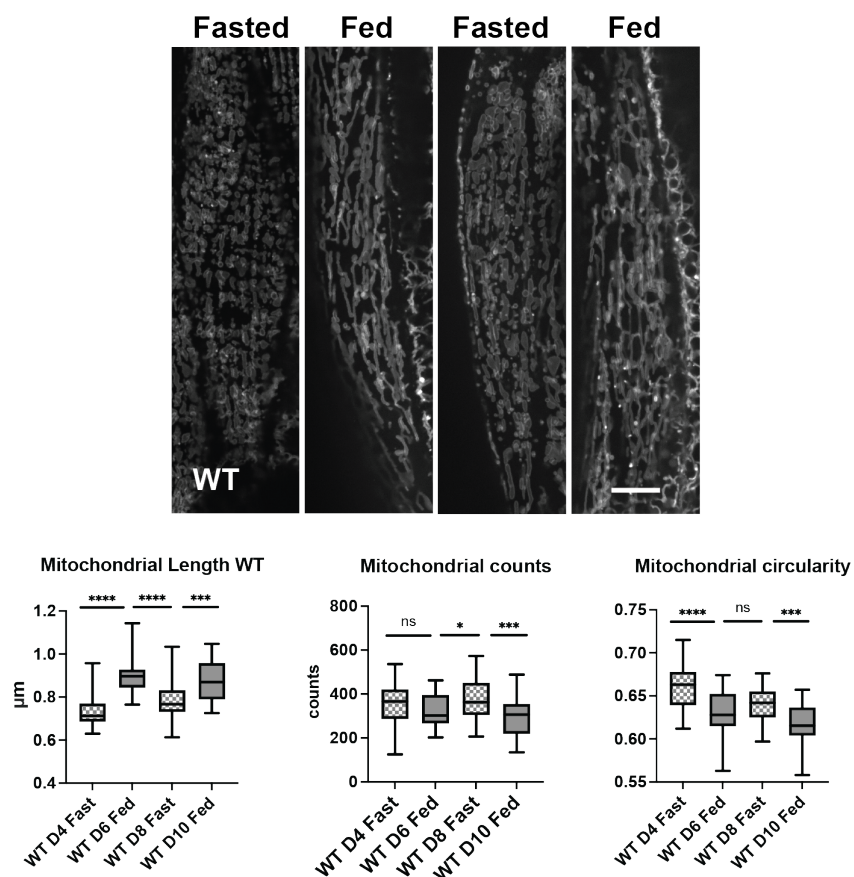 Fasted Fed Fasted Fed
WT
Mitochondrial Length WT
**** **** ***
1.2
1.0
0.8
0.6
0.4
µm
WT D4 Fast
WT D6 Fed
WT D8 Fast
WT D10 Fed
Mitochondrial counts
ns * ***
800
600
400
200
0
counts
WT D4 Fast
WT D6 Fed
WT D8 Fast
WT D10 Fed
Mitochondrial circularity
**** ns ***
0.75
0.70
0.65
0.60
0.55
WT D4 Fast
WT D6 Fed
WT D8 Fast
WT D10 Fed